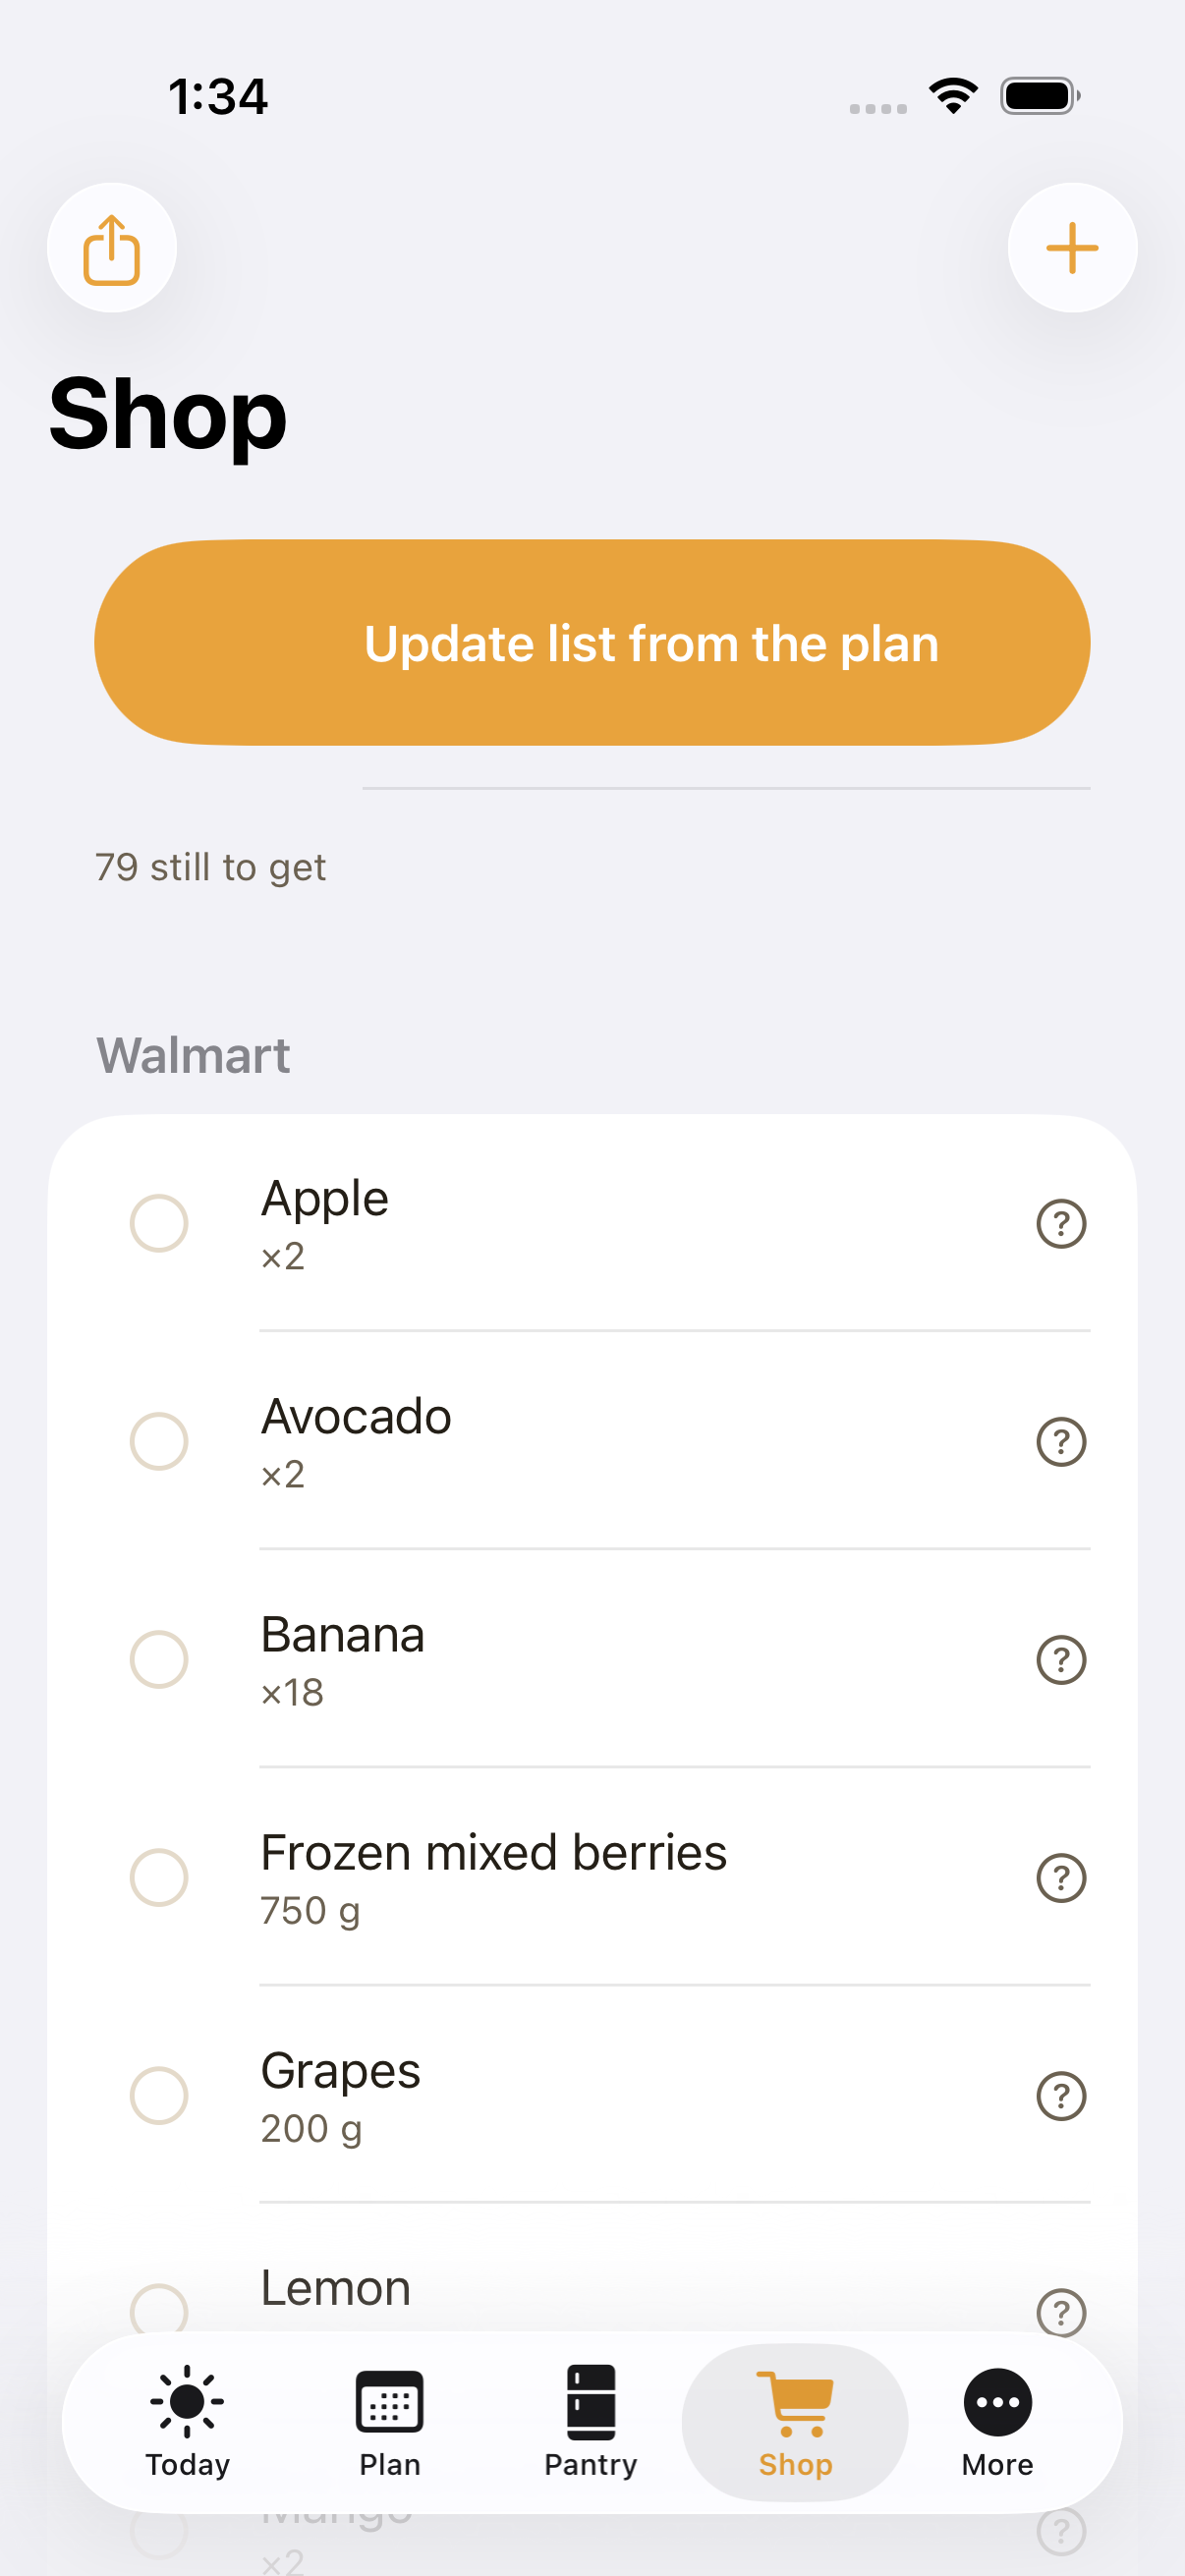 1:34
Shop
Update list from the plan
79 still to get
Walmart
Apple
×2
?
Avocado
×2
?
Banana
×18
?
Frozen mixed berries
750 g
?
Grapes
200 g
?
Lemon
?
Today
Plan
Pantry
Shop
More
Mango
×2
?